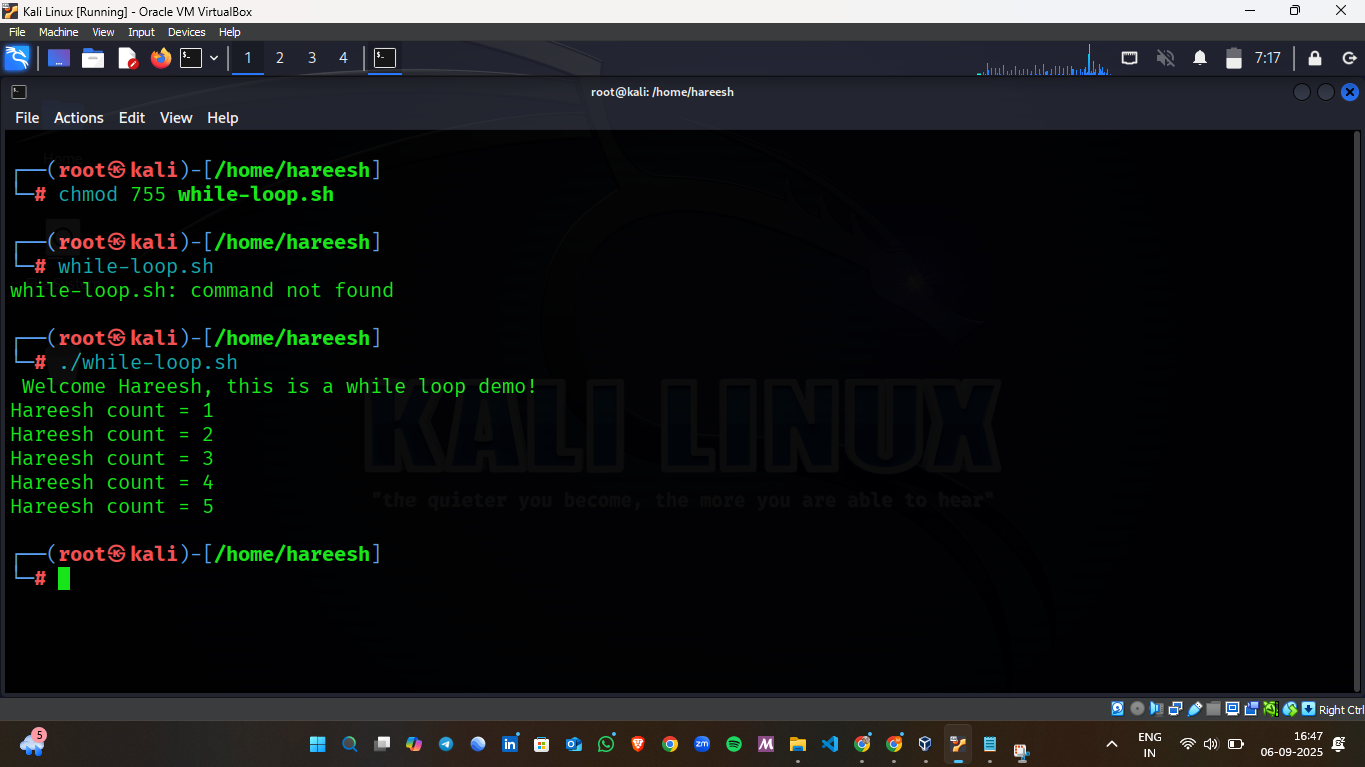 Kali Linux [Running] - Oracle VM VirtualBox
File Machine View Input Devices Help
1 2 3 4 7:17
root@kali: /home/hareesh
File Actions Edit View Help
┌──(root㉿kali)-[/home/hareesh]
└─# chmod 755 while-loop.sh
┌──(root㉿kali)-[/home/hareesh]
└─# while-loop.sh
while-loop.sh: command not found
┌──(root㉿kali)-[/home/hareesh]
└─# ./while-loop.sh
Welcome Hareesh, this is a while loop demo!
Hareesh count = 1
Hareesh count = 2
Hareesh count = 3
Hareesh count = 4
Hareesh count = 5
┌──(root㉿kali)-[/home/hareesh]
└─#
KALI LINUX
"the quieter you become, the more you are able to hear"
Right Ctrl
5
in
zm
M
ENG
IN
16:47
06-09-2025